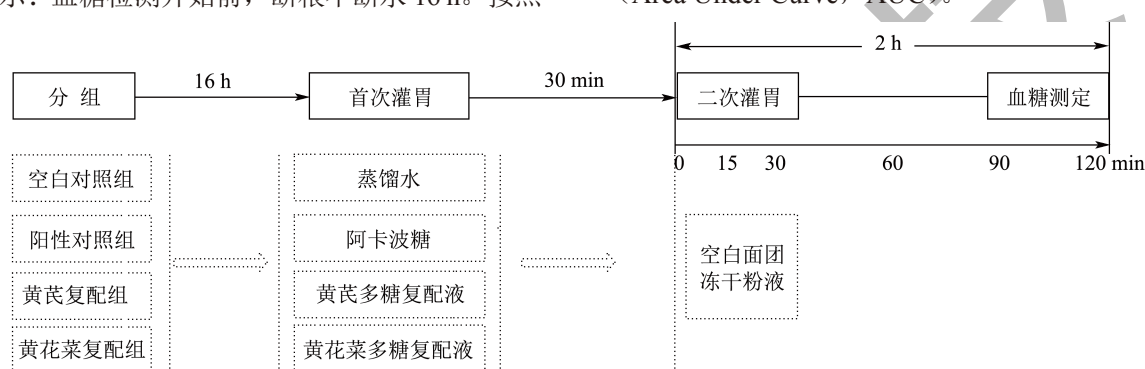 示：血糖检测开始前，断粮不断水 16 h。按照
（Area Under Curve，AUC）。
2 h
分 组
16 h
首次灌胃
30 min
二次灌胃
血糖测定
0 15 30 60 90 120 min
空白对照组
蒸馏水
阳性对照组
阿卡波糖
空白面团
冻干粉液
黄芪复配组
黄芪多糖复配液
黄花菜复配组
黄花菜多糖复配液